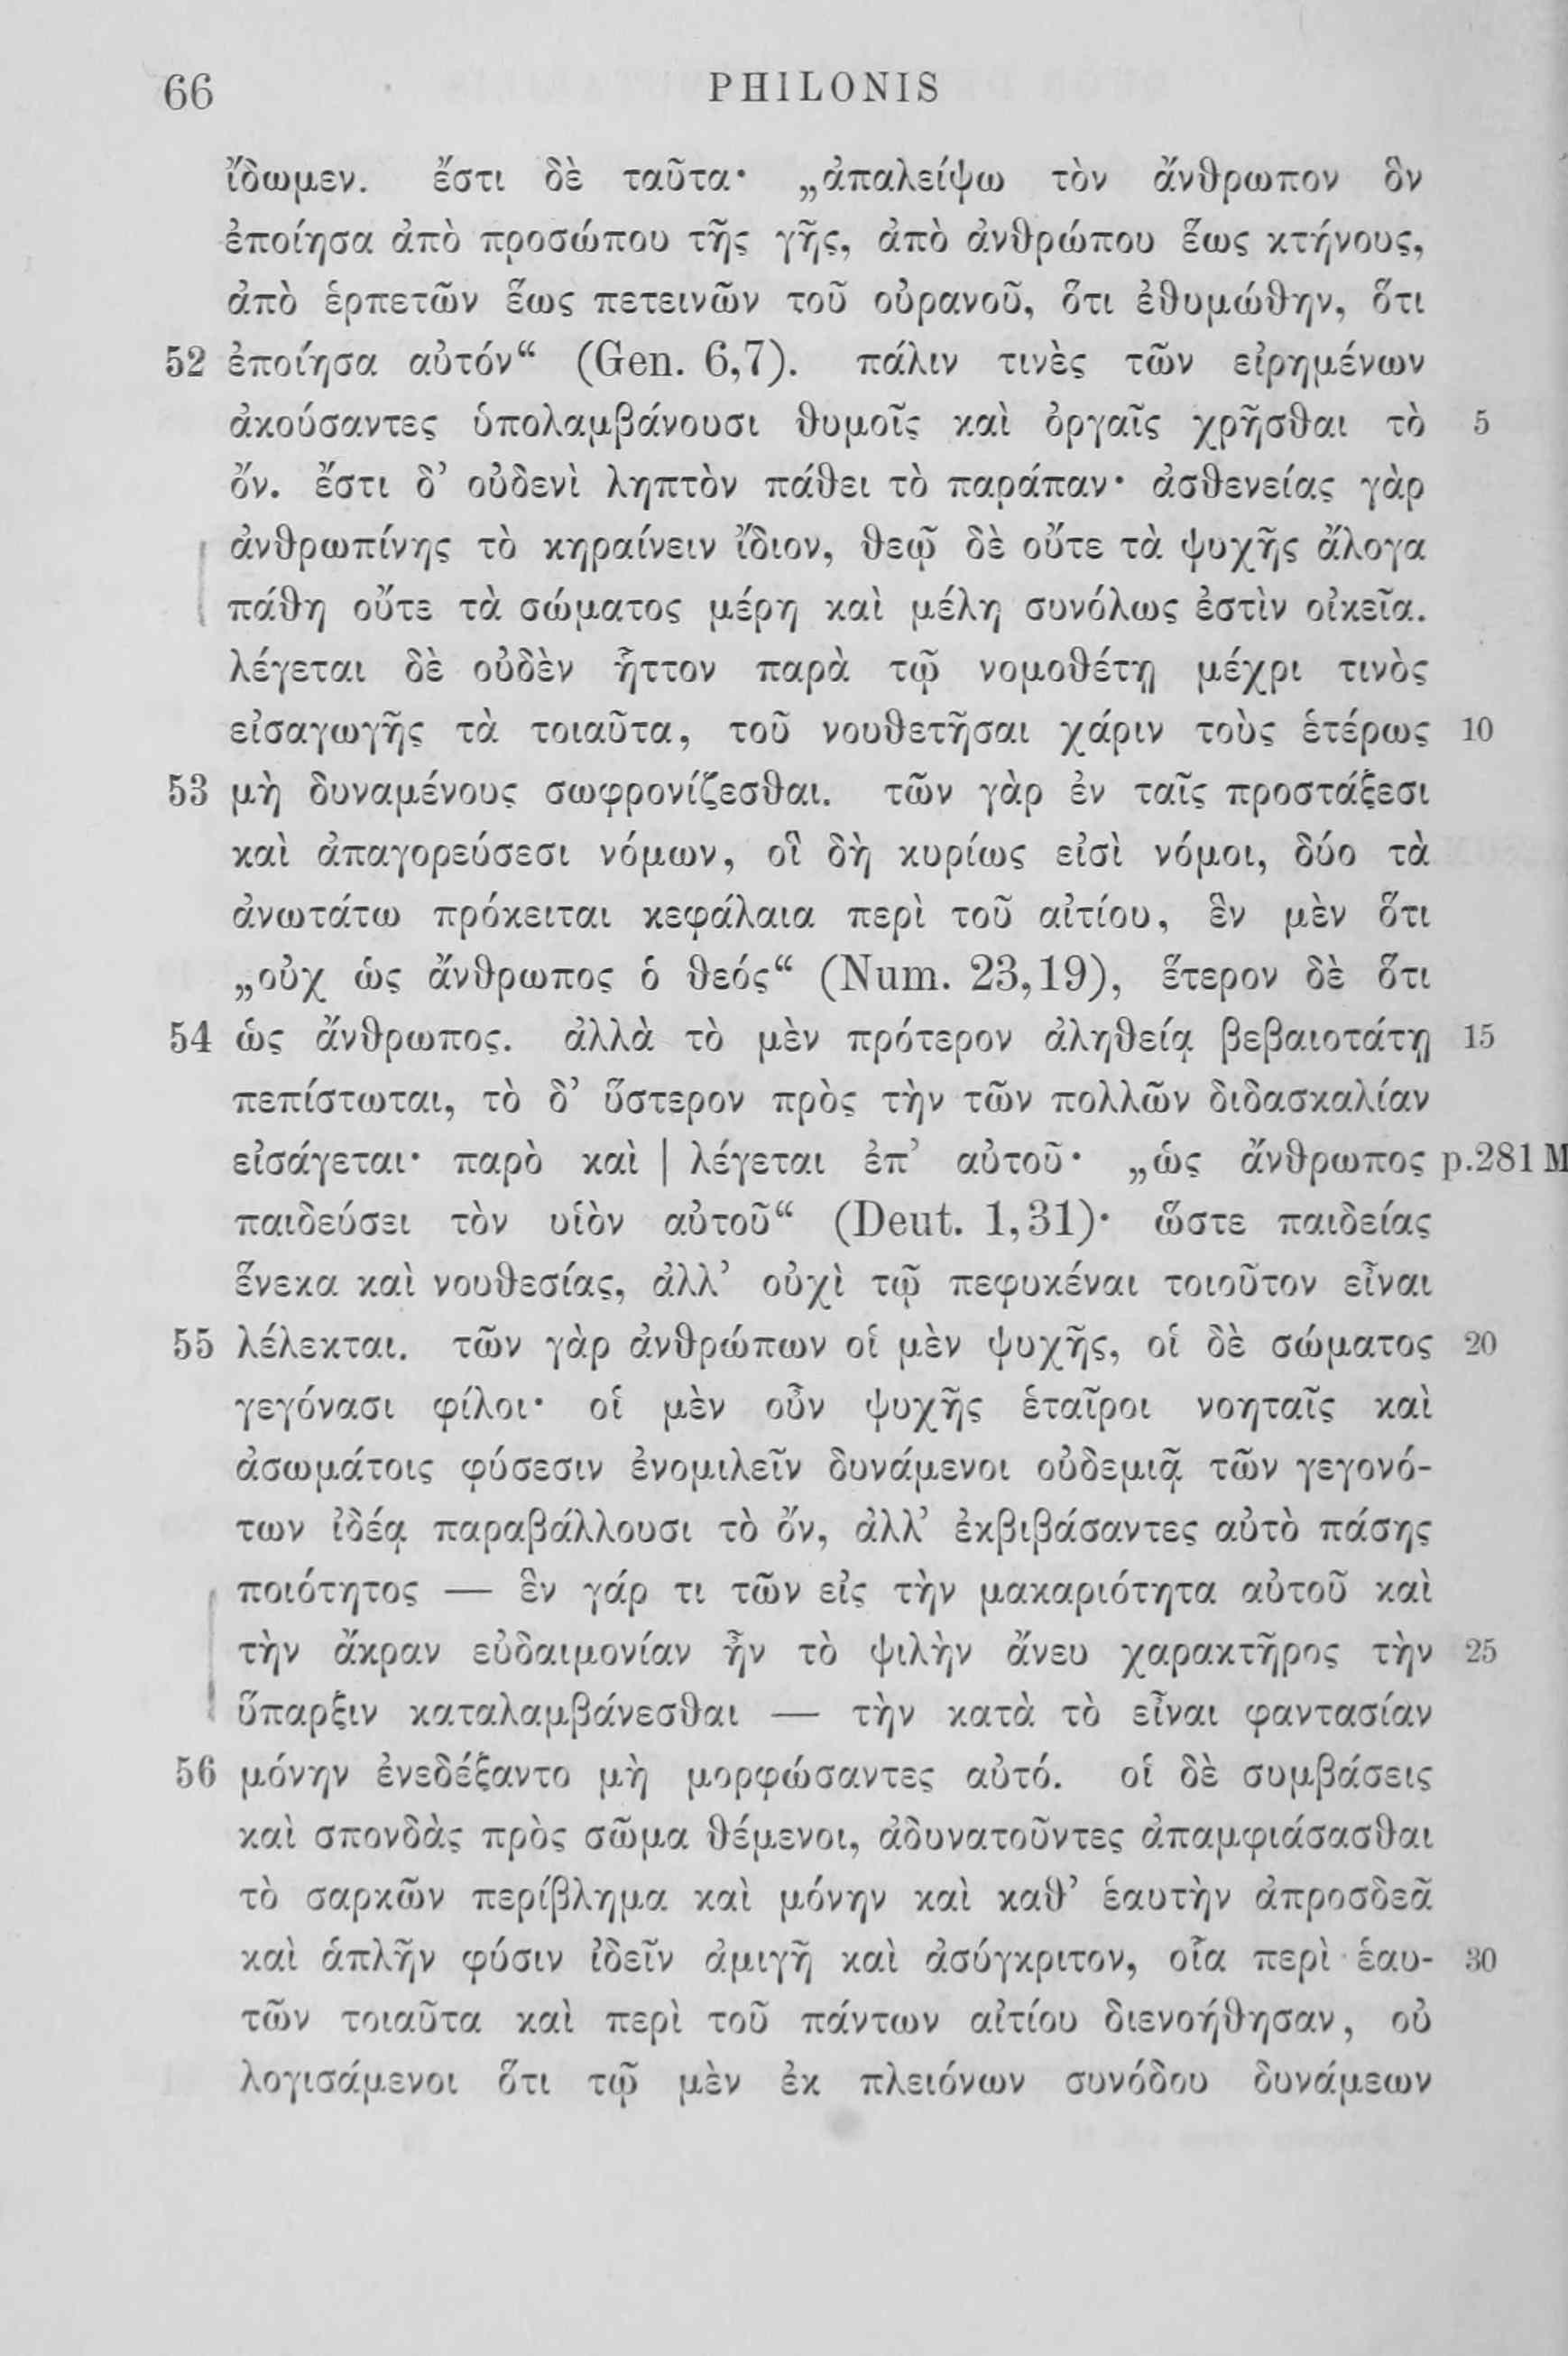 66 PHILONIS
ἴδωμεν. ἔστι δὲ ταῦτα· „ἀπαλείψω τὸν ἄνθρωπον ὃν
ἐποίησα ἀπὸ προσώπου τῆς γῆς, ἀπὸ ἀνθρώπου ἕως κτήνους,
ἀπὸ ἑρπετῶν ἕως πετεινῶν τοῦ οὐρανοῦ, ὅτι ἐθυμώθην, ὅτι
52 ἐποίησα αὐτόν“ (Gen. 6,7). πάλιν τινὲς τῶν εἰρημένων
ἀκούσαντες ὑπολαμβάνουσι θυμοῖς καὶ ὀργαῖς χρῆσθαι τὸ 5
ὄν. ἔστι δ’ οὐδενὶ ληπτὸν πάθει τὸ παράπαν· ἀσθενείας γὰρ
ἀνθρωπίνης τὸ κηραίνειν ἴδιον, θεῷ δὲ οὔτε τὰ ψυχῆς ἄλογα
πάθη οὔτε τὰ σώματος μέρη καὶ μέλη συνόλως ἐστὶν οἰκεῖα.
λέγεται δὲ οὐδὲν ἧττον παρὰ τῷ νομοθέτῃ μέχρι τινὸς
εἰσαγωγῆς τὰ τοιαῦτα, τοῦ νουθετῆσαι χάριν τοὺς ἑτέρως 10
53 μὴ δυναμένους σωφρονίζεσθαι. τῶν γὰρ ἐν ταῖς προστάξεσι
καὶ ἀπαγορεύσεσι νόμων, οἳ δὴ κυρίως εἰσὶ νόμοι, δύο τὰ
ἀνωτάτω πρόκειται κεφάλαια περὶ τοῦ αἰτίου, ἓν μὲν ὅτι
„οὐχ ὡς ἄνθρωπος ὁ θεός“ (Num. 23,19), ἕτερον δὲ ὅτι
54 ὡς ἄνθρωπος. ἀλλὰ τὸ μὲν πρότερον ἀληθείᾳ βεβαιοτάτῃ 15
πεπίστωται, τὸ δ’ ὕστερον πρὸς τὴν τῶν πολλῶν διδασκαλίαν
εἰσάγεται· παρὸ καὶ | λέγεται ἐπ’ αὐτοῦ· „ὡς ἄνθρωπος p.281 M
παιδεύσει τὸν υἱὸν αὐτοῦ“ (Deut. 1,31)· ὥστε παιδείας
ἕνεκα καὶ νουθεσίας, ἀλλ’ οὐχὶ τῷ πεφυκέναι τοιοῦτον εἶναι
55 λέλεκται. τῶν γὰρ ἀνθρώπων οἱ μὲν ψυχῆς, οἱ δὲ σώματος 20
γεγόνασι φίλοι· οἱ μὲν οὖν ψυχῆς ἑταῖροι νοηταῖς καὶ
ἀσωμάτοις φύσεσιν ἐνομιλεῖν δυνάμενοι οὐδεμιᾷ τῶν γεγονό-
των ἰδέᾳ παραβάλλουσι τὸ ὄν, ἀλλ’ ἐκβιβάσαντες αὐτὸ πάσης
ποιότητος — ἓν γάρ τι τῶν εἰς τὴν μακαριότητα αὐτοῦ καὶ
τὴν ἄκραν εὐδαιμονίαν ἦν τὸ ψιλὴν ἄνευ χαρακτῆρος τὴν 25
ὕπαρξιν καταλαμβάνεσθαι — τὴν κατὰ τὸ εἶναι φαντασίαν
56 μόνην ἐνεδέξαντο μὴ μορφώσαντες αὐτό. οἱ δὲ συμβάσεις
καὶ σπονδὰς πρὸς σῶμα θέμενοι, ἀδυνατοῦντες ἀπαμφιάσασθαι
τὸ σαρκῶν περίβλημα καὶ μόνην καὶ καθ’ ἑαυτὴν ἀπροσδεᾶ
καὶ ἁπλῆν φύσιν ἰδεῖν ἀμιγῆ καὶ ἀσύγκριτον, οἷα περὶ ἑαυ- 30
τῶν τοιαῦτα καὶ περὶ τοῦ πάντων αἰτίου διενοήθησαν, οὐ
λογισάμενοι ὅτι τῷ μὲν ἐκ πλειόνων συνόδου δυνάμεων